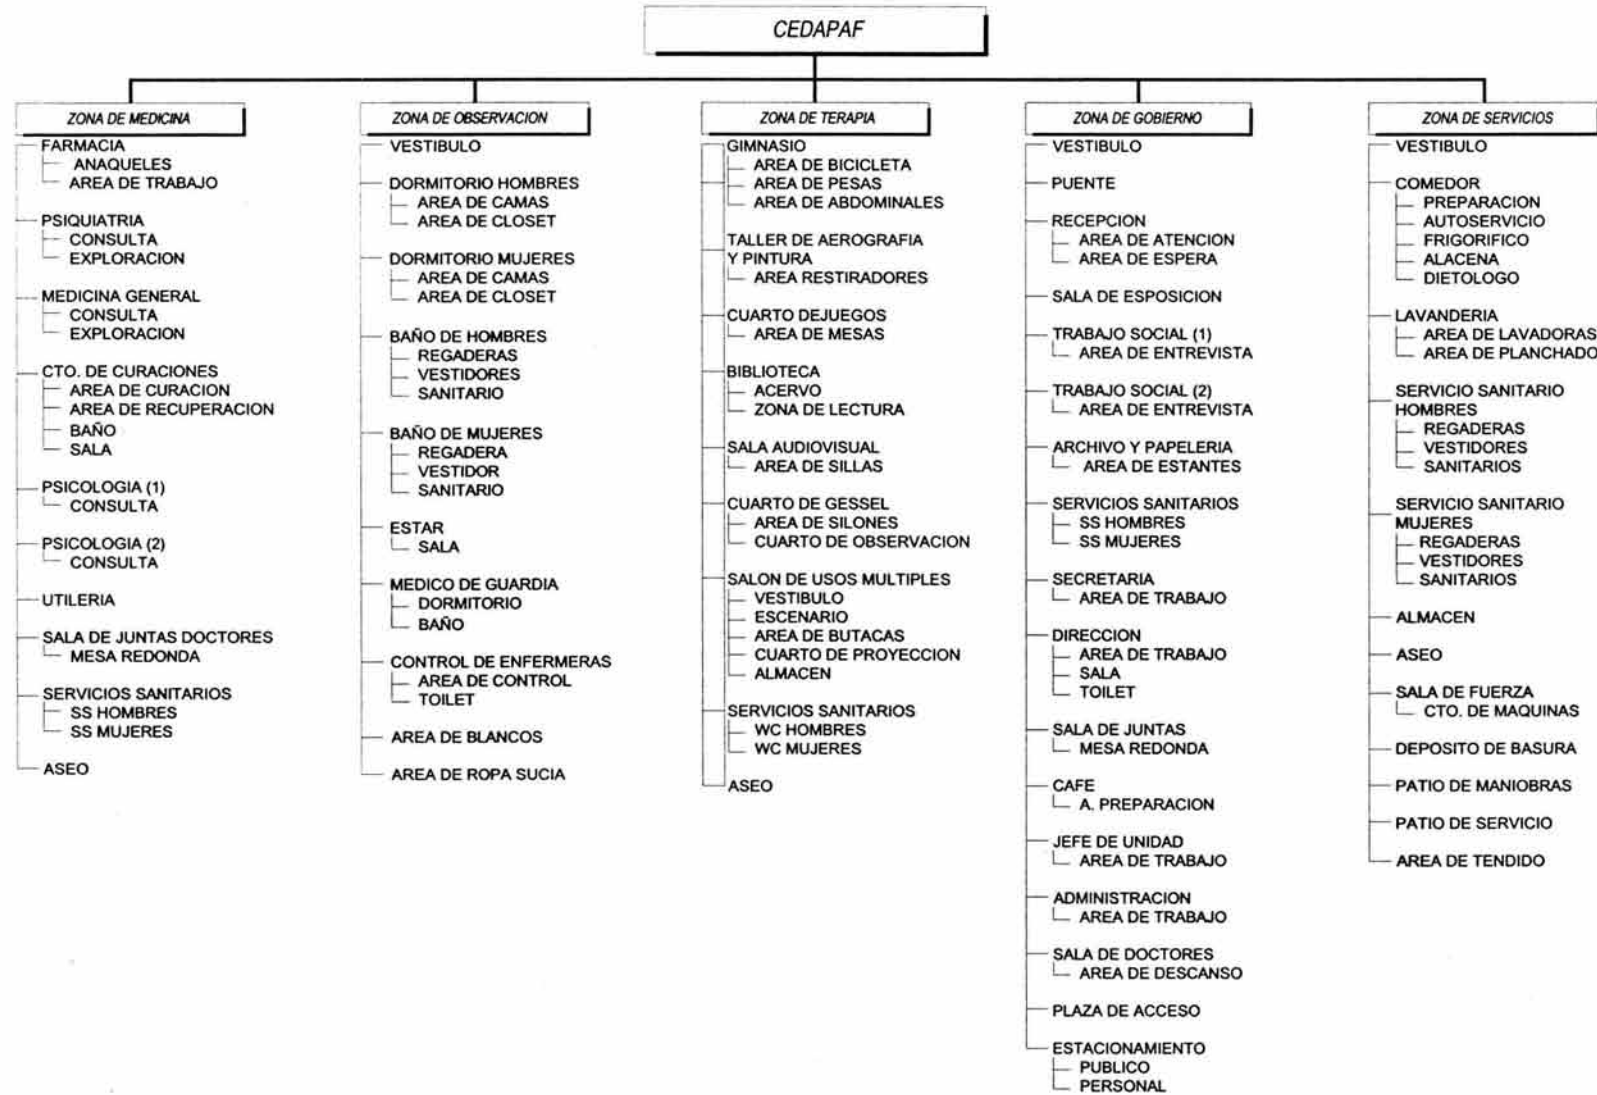 CEDAPAF
ZONA DE MEDICINA
FARMACIA
ANAQUELES
AREA DE TRABAJO
PSIQUIATRIA
CONSULTA
EXPLORACION
MEDICINA GENERAL
CONSULTA
EXPLORACION
CTO. DE CURACIONES
AREA DE CURACION
AREA DE RECUPERACION
BAÑO
SALA
PSICOLOGIA (1)
CONSULTA
PSICOLOGIA (2)
CONSULTA
UTILERIA
SALA DE JUNTAS DOCTORES
MESA REDONDA
SERVICIOS SANITARIOS
SS HOMBRES
SS MUJERES
ASEO
ZONA DE OBSERVACION
VESTIBULO
DORMITORIO HOMBRES
AREA DE CAMAS
AREA DE CLOSET
DORMITORIO MUJERES
AREA DE CAMAS
AREA DE CLOSET
BAÑO DE HOMBRES
REGADERAS
VESTIDORES
SANITARIO
BAÑO DE MUJERES
REGADERA
VESTIDOR
SANITARIO
ESTAR
SALA
MEDICO DE GUARDIA
DORMITORIO
BAÑO
CONTROL DE ENFERMERAS
AREA DE CONTROL
TOILET
AREA DE BLANCOS
AREA DE ROPA SUCIA
ZONA DE TERAPIA
GIMNASIO
AREA DE BICICLETA
AREA DE PESAS
AREA DE ABDOMINALES
TALLER DE AEROGRAFIA
Y PINTURA
AREA RESTIRADORES
CUARTO DEJUEGOS
AREA DE MESAS
BIBLIOTECA
ACERVO
ZONA DE LECTURA
SALA AUDIOVISUAL
AREA DE SILLAS
CUARTO DE GESSEL
AREA DE SILONES
CUARTO DE OBSERVACION
SALON DE USOS MULTIPLES
VESTIBULO
ESCENARIO
AREA DE BUTACAS
CUARTO DE PROYECCION
ALMACEN
SERVICIOS SANITARIOS
WC HOMBRES
WC MUJERES
ASEO
ZONA DE GOBIERNO
VESTIBULO
PUENTE
RECEPCION
AREA DE ATENCION
AREA DE ESPERA
SALA DE ESPOSICION
TRABAJO SOCIAL (1)
AREA DE ENTREVISTA
TRABAJO SOCIAL (2)
AREA DE ENTREVISTA
ARCHIVO Y PAPELERIA
AREA DE ESTANTES
SERVICIOS SANITARIOS
SS HOMBRES
SS MUJERES
SECRETARIA
AREA DE TRABAJO
DIRECCION
AREA DE TRABAJO
SALA
TOILET
SALA DE JUNTAS
MESA REDONDA
CAFE
A. PREPARACION
JEFE DE UNIDAD
AREA DE TRABAJO
ADMINISTRACION
AREA DE TRABAJO
SALA DE DOCTORES
AREA DE DESCANSO
PLAZA DE ACCESO
ESTACIONAMIENTO
PUBLICO
PERSONAL
ZONA DE SERVICIOS
VESTIBULO
COMEDOR
PREPARACION
AUTOSERVICIO
FRIGORIFICO
ALACENA
DIETOLOGO
LAVANDERIA
AREA DE LAVADORAS
AREA DE PLANCHADO
SERVICIO SANITARIO
HOMBRES
REGADERAS
VESTIDORES
SANITARIOS
SERVICIO SANITARIO
MUJERES
REGADERAS
VESTIDORES
SANITARIOS
ALMACEN
ASEO
SALA DE FUERZA
CTO. DE MAQUINAS
DEPOSITO DE BASURA
PATIO DE MANIOBRAS
PATIO DE SERVICIO
AREA DE TENDIDO